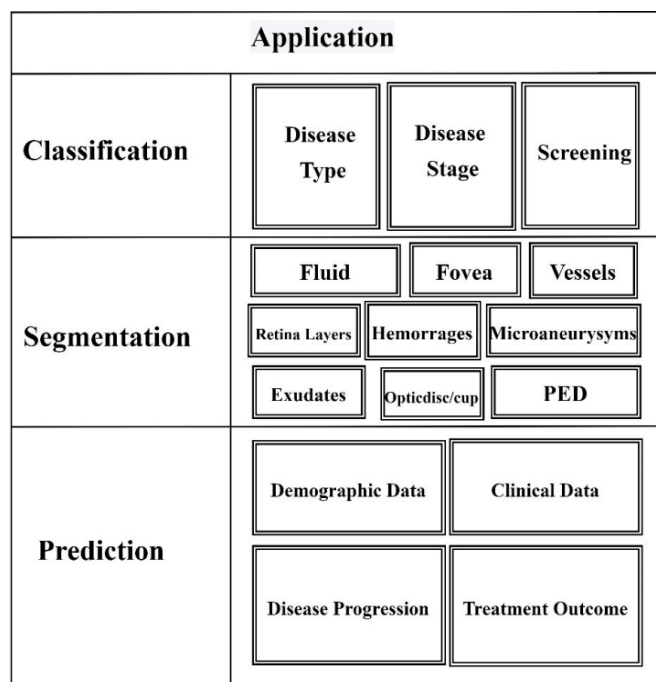 Application
Classification
Disease
Type
Disease
Stage
Screening
Segmentation
Fluid
Fovea
Vessels
Retina Layers
Hemorrages
Microaneurysyms
Exudates
Opticdisc/cup
PED
Prediction
Demographic Data
Clinical Data
Disease Progression
Treatment Outcome